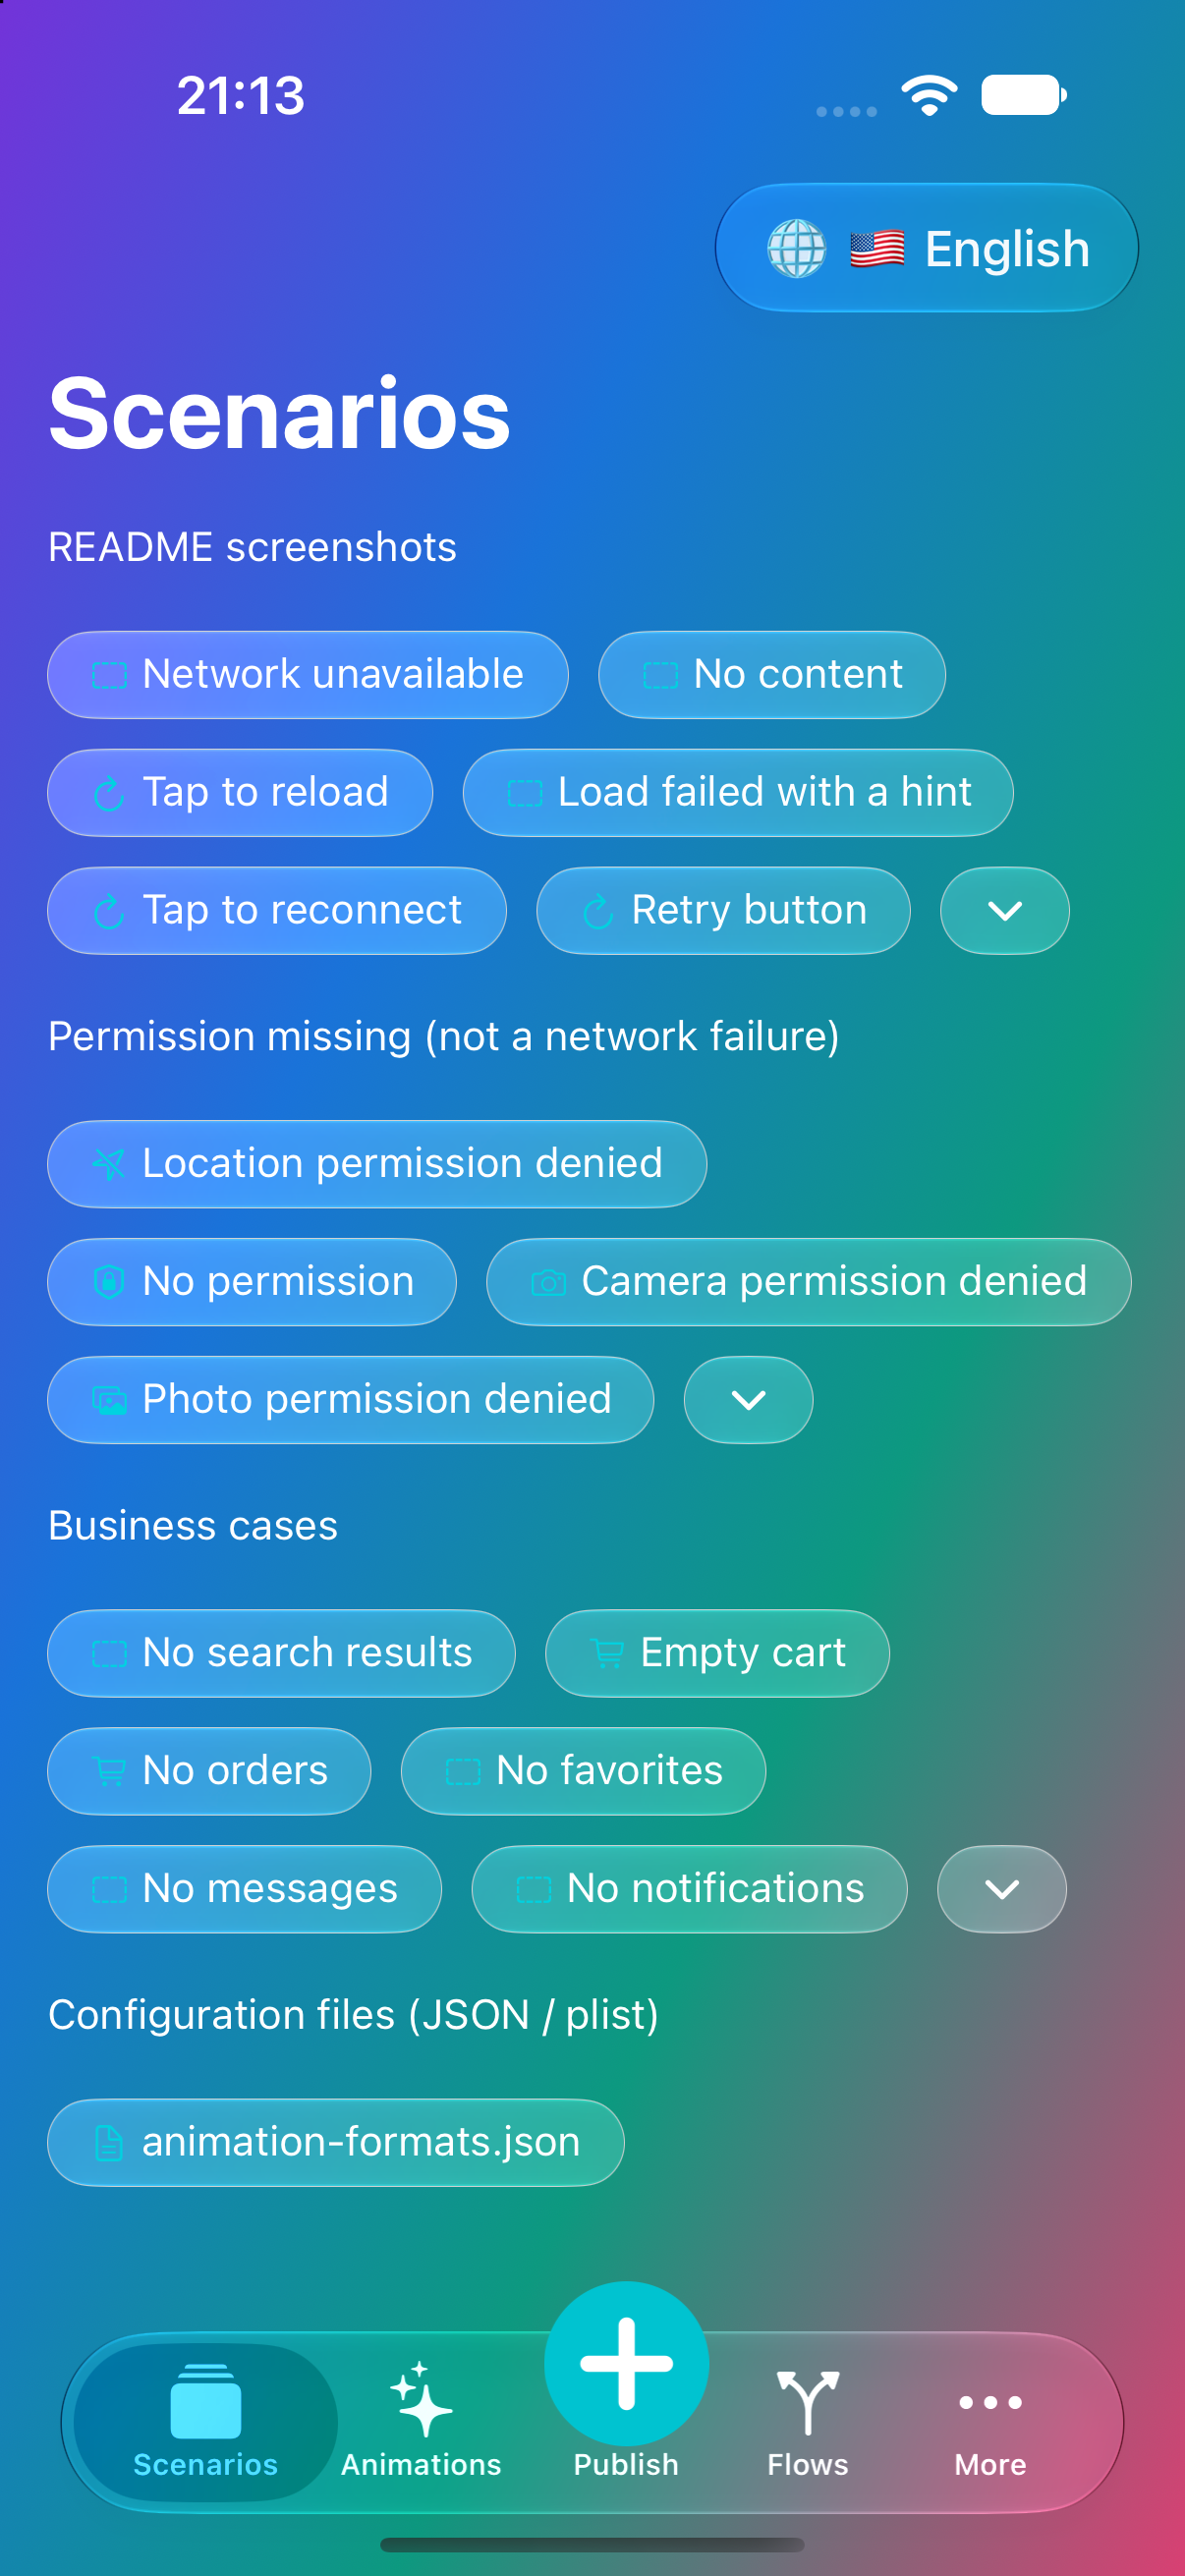 21:13
English
Scenarios
README screenshots
Network unavailable
No content
Tap to reload
Load failed with a hint
Tap to reconnect
Retry button
Permission missing (not a network failure)
Location permission denied
No permission
Camera permission denied
Photo permission denied
Business cases
No search results
Empty cart
No orders
No favorites
No messages
No notifications
Configuration files (JSON / plist)
animation-formats.json
Scenarios
Animations
Publish
Flows
More